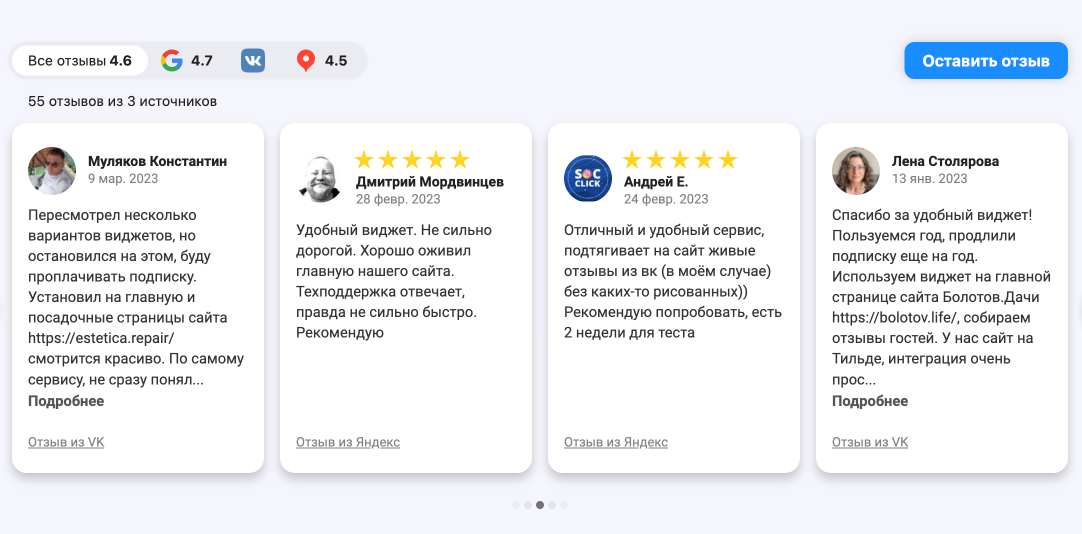 Все отзывы 4.6
4.7
4.5
Оставить отзыв
55 отзывов из 3 источников
Муляков Константин
9 мар. 2023
Пересмотрел несколько
вариантов виджетов, но
остановился на этом, буду
проплачивать подписку.
Установил на главную и
посадочные страницы сайта
https://estetica.repair/
смотрится красиво. По самому
сервису, не сразу понял...
Подробнее
Отзыв из VK
Дмитрий Мордвинцев
28 февр. 2023
Удобный виджет. Не сильно
дорогой. Хорошо оживил
главную нашего сайта.
Техподдержка отвечает,
правда не сильно быстро.
Рекомендую
Отзыв из Яндекс
SOC
CLICK
Андрей Е.
24 февр. 2023
Отличный и удобный сервис,
подтягивает на сайт живые
отзывы из вк (в моём случае)
без каких-то рисованных))
Рекомендую попробовать, есть
2 недели для теста
Отзыв из Яндекс
Лена Столярова
13 янв. 2023
Спасибо за удобный виджет!
Пользуемся год, продлили
подписку еще на год.
Используем виджет на главной
странице сайта Болотов.Дачи
https://bolotov.life/, собираем
отзывы гостей. У нас сайт на
Тильде, интеграция очень
прос...
Подробнее
Отзыв из VK